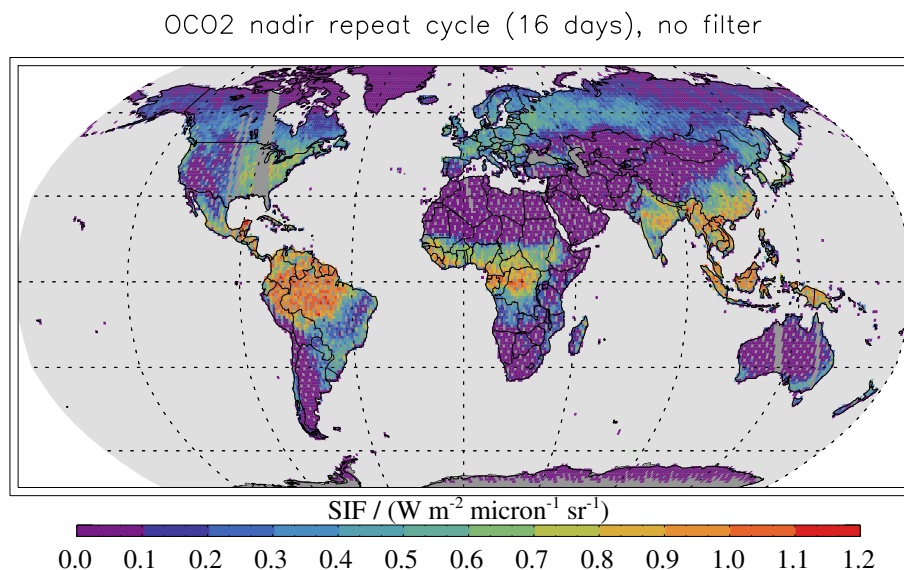 OCO2 nadir repeat cycle (16 days), no filter
SIF / (W m⁻² micron⁻¹ sr⁻¹)
0.0 0.1 0.2 0.3 0.4 0.5 0.6 0.7 0.8 0.9 1.0 1.1 1.2